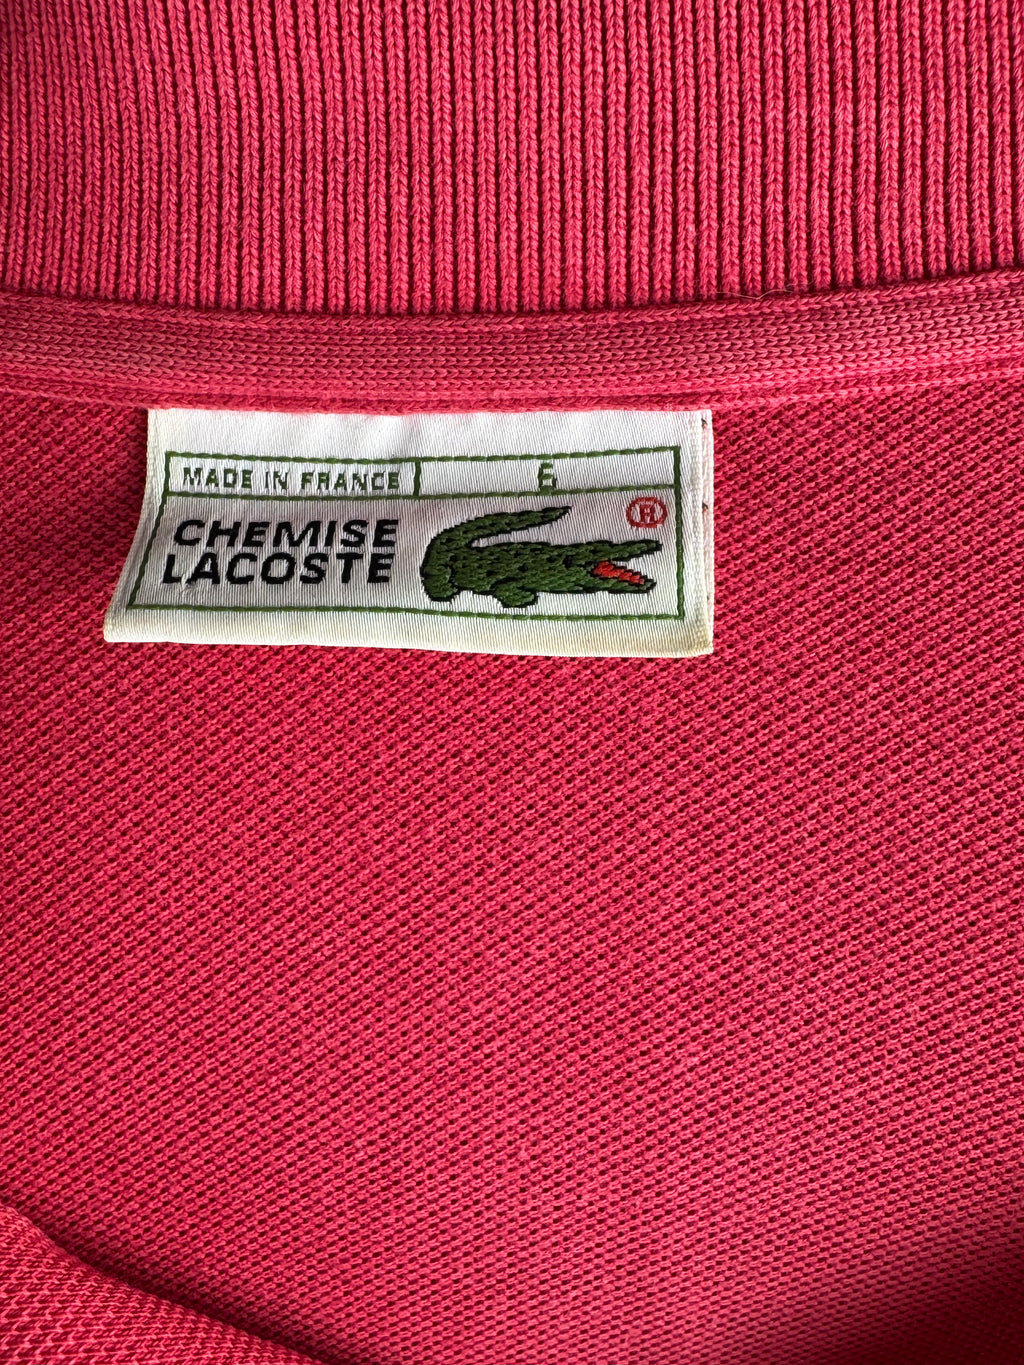 MADE IN FRANCE 6
CHEMISE
LACOSTE
®